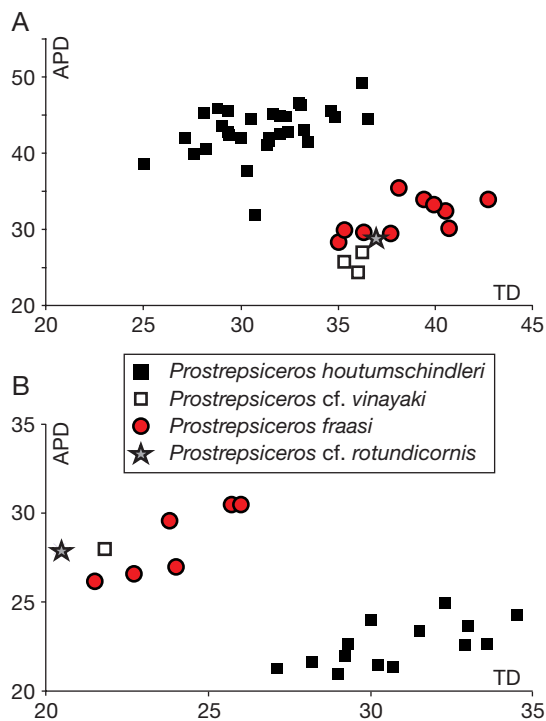 A
APD
50
40
30
20
TD
20
25
30
35
40
45
Prostrepsiceros houtumschindleri
Prostrepsiceros cf. vinayaki
Prostrepsiceros fraasi
Prostrepsiceros cf. rotundicornis
B
APD
35
30
25
20
TD
20
25
30
35